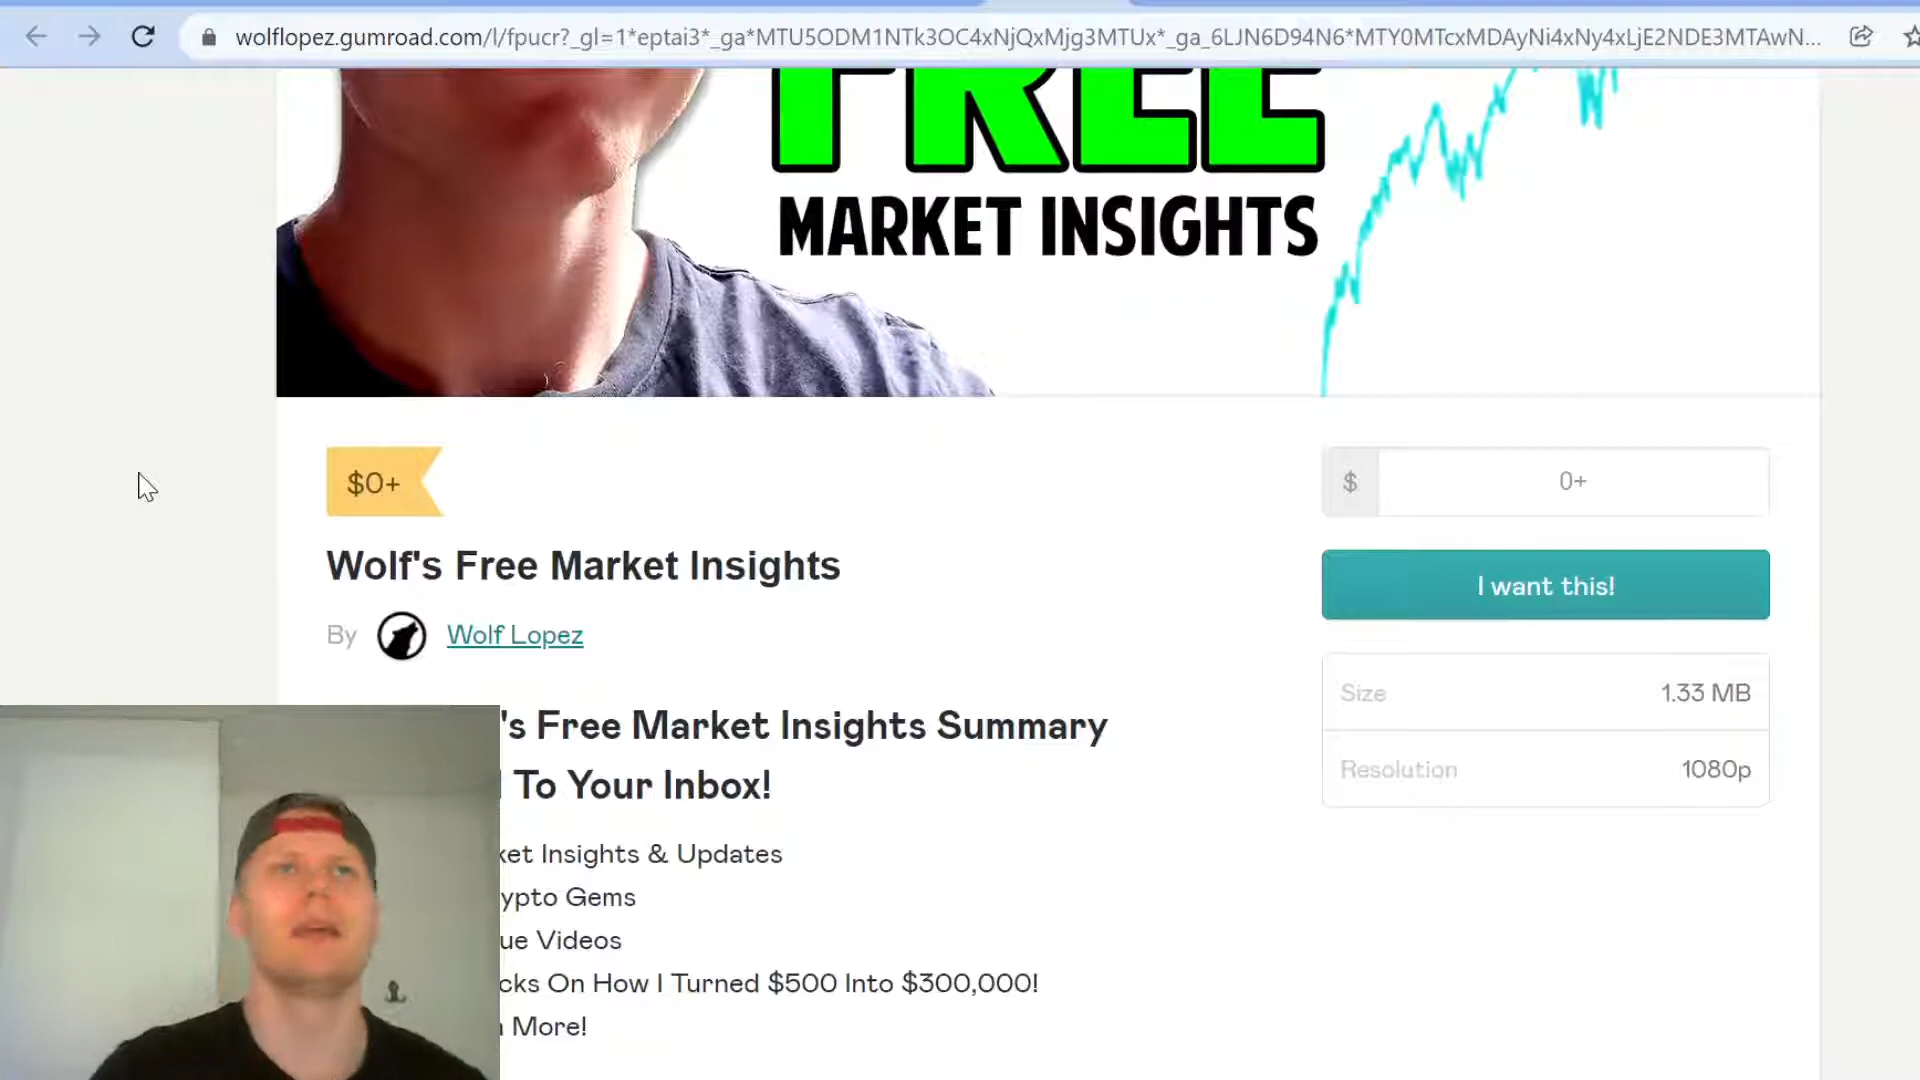 wolflopez.gumroad.com/l/fpucr?_gl=1*eptai3*_ga*MTU5ODM1NTk3OC4xNjQxMjg3MTUx*_ga_6LJN6D94N6*MTY0MTcxMDAyNi4xNy4xLjE2NDE3MTAwN...
FREE
MARKET INSIGHTS
$0+
$ 0+
Wolf's Free Market Insights
I want this!
By Wolf Lopez
Size 1.33 MB
's Free Market Insights Summary
To Your Inbox!
Resolution 1080p
ket Insights & Updates
ypto Gems
ue Videos
cks On How I Turned $500 Into $300,000!
More!